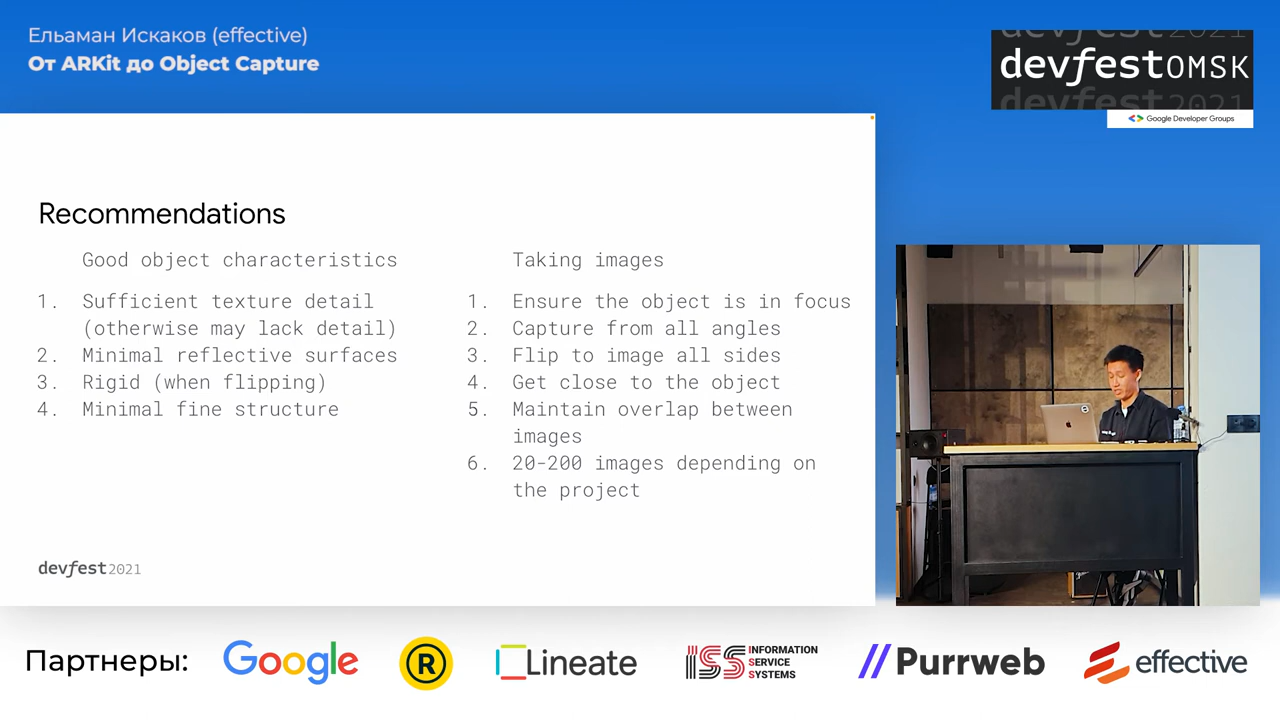 Ельаман Искаков (effective)
От ARKit до Object Capture
devfest2021
devfestOMSK
devfest2021
Google Developer Groups
Recommendations
Good object characteristics
1. Sufficient texture detail
(otherwise may lack detail)
2. Minimal reflective surfaces
3. Rigid (when flipping)
4. Minimal fine structure
Taking images
1. Ensure the object is in focus
2. Capture from all angles
3. Flip to image all sides
4. Get close to the object
5. Maintain overlap between
images
6. 20-200 images depending on
the project
devfest2021
Партнеры:
Google
R
Lineate
ISS INFORMATION
SERVICE
SYSTEMS
Purrweb
effective